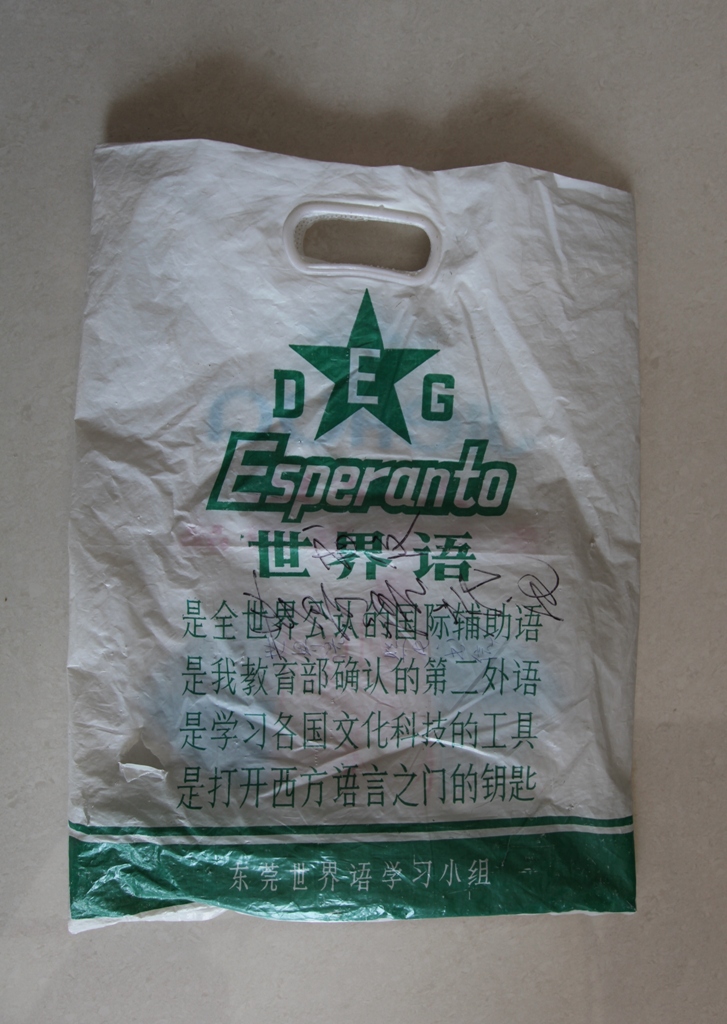 D E G
Esperanto
世界语
是全世界公认的国际辅助语
是我教育部确认的第二外语
是学习各国文化科技的工具
是打开西方语言之门的钥匙
东莞世界语学习小组